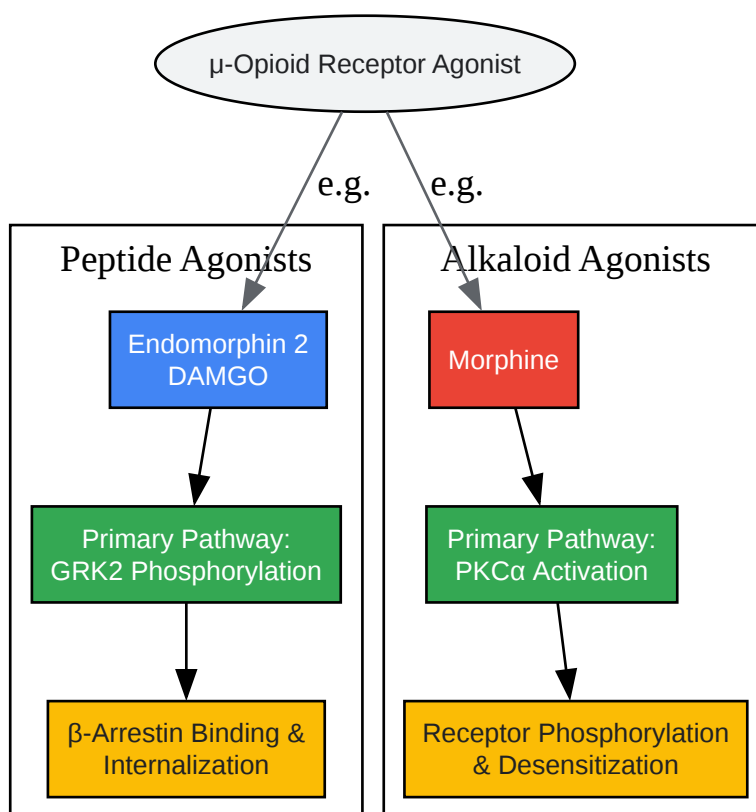 μ-Opioid Receptor Agonist
e.g.
e.g.
Peptide Agonists
Endomorphin 2
DAMGO
Primary Pathway:
GRK2 Phosphorylation
β-Arrestin Binding &
Internalization
Alkaloid Agonists
Morphine
Primary Pathway:
PKCα Activation
Receptor Phosphorylation
& Desensitization